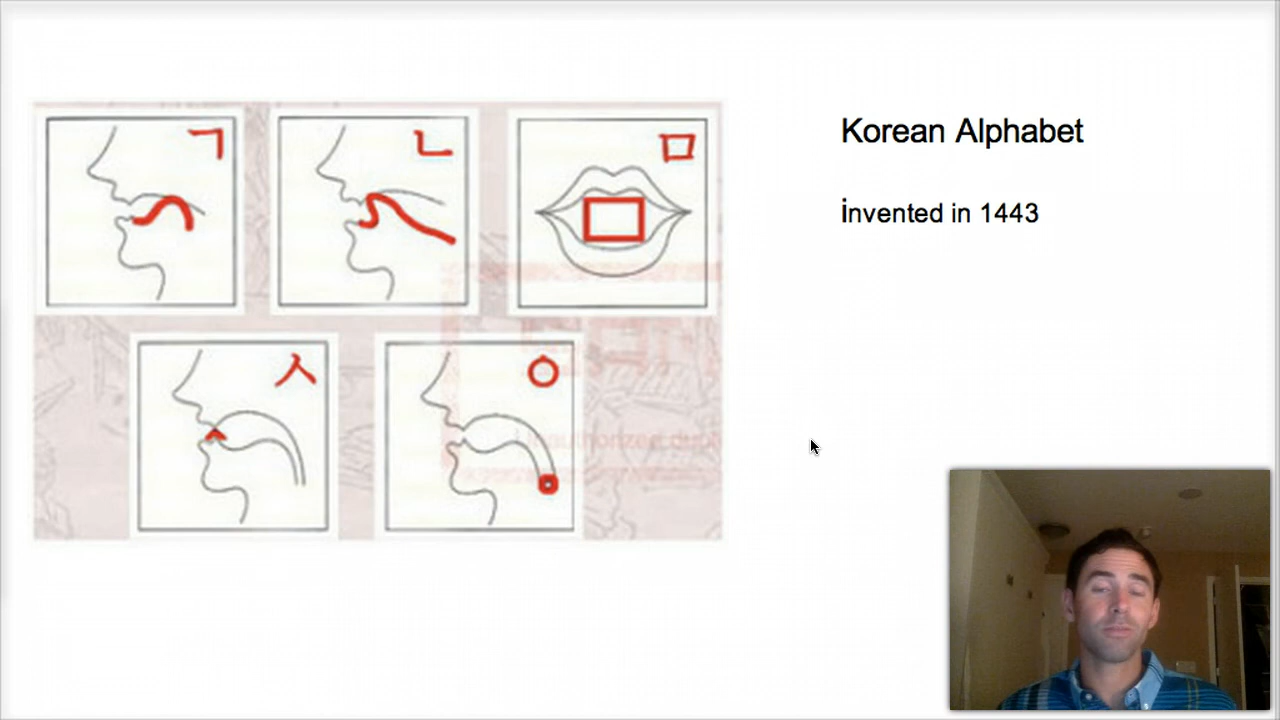 ㄱ
ㄴ
ㅁ
ㅅ
ㅇ
Korean Alphabet
invented in 1443